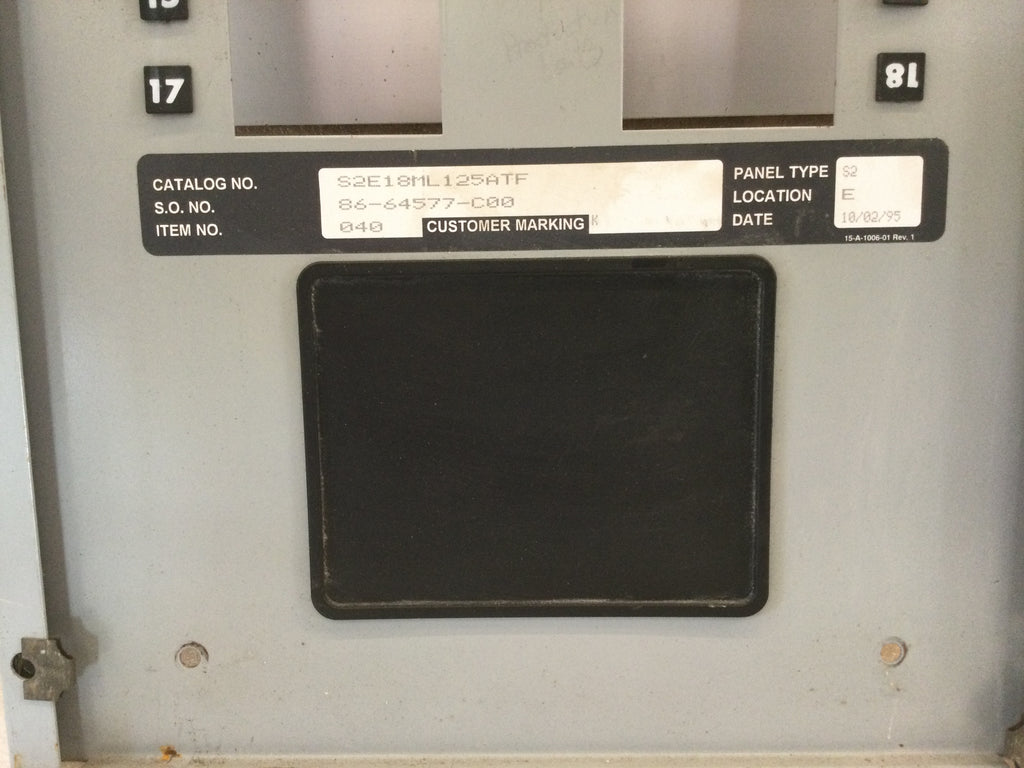 17
18
CATALOG NO. S2E18ML125ATF
S.O. NO. 86-64577-C00
ITEM NO. 040
CUSTOMER MARKING
PANEL TYPE S2
LOCATION E
DATE 10/02/95
15-A-1006-01 Rev. 1